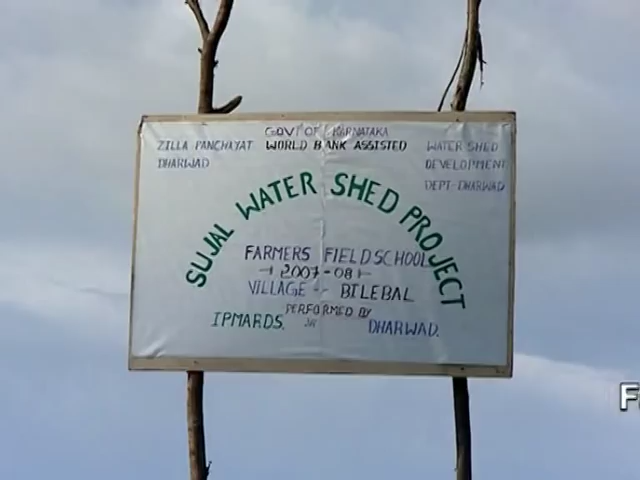 GOVT OF KARNATAKA
ZILLA PANCHAYAT WORLD BANK ASSISTED WATER SHED
DHARWAD DEVELOPMENT
DEPT-DHARWAD
SUJAL WATER SHED PROJECT
FARMERS FIELD SCHOOL
2007-08
VILLAGE -- BILEBAL
PERFORMED BY
IPMARDS. DHARWAD.